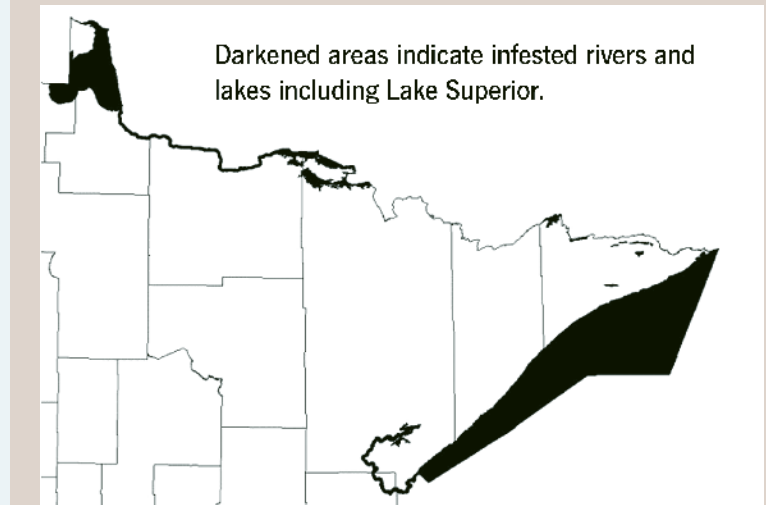 Darkened areas indicate infested rivers and
lakes including Lake Superior.